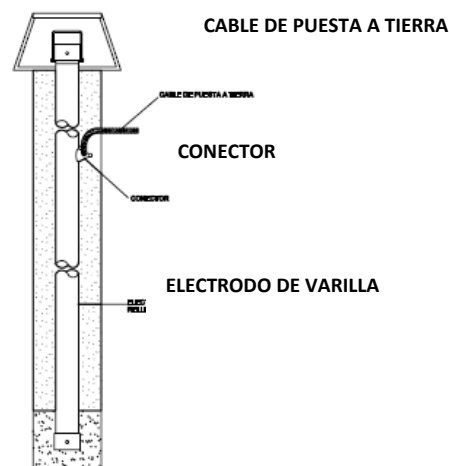 CABLE DE PUESTA A TIERRA
CABLE DE PUESTA A TIERRA
CONECTOR
CONECTOR
ELECTRODO DE VARILLA